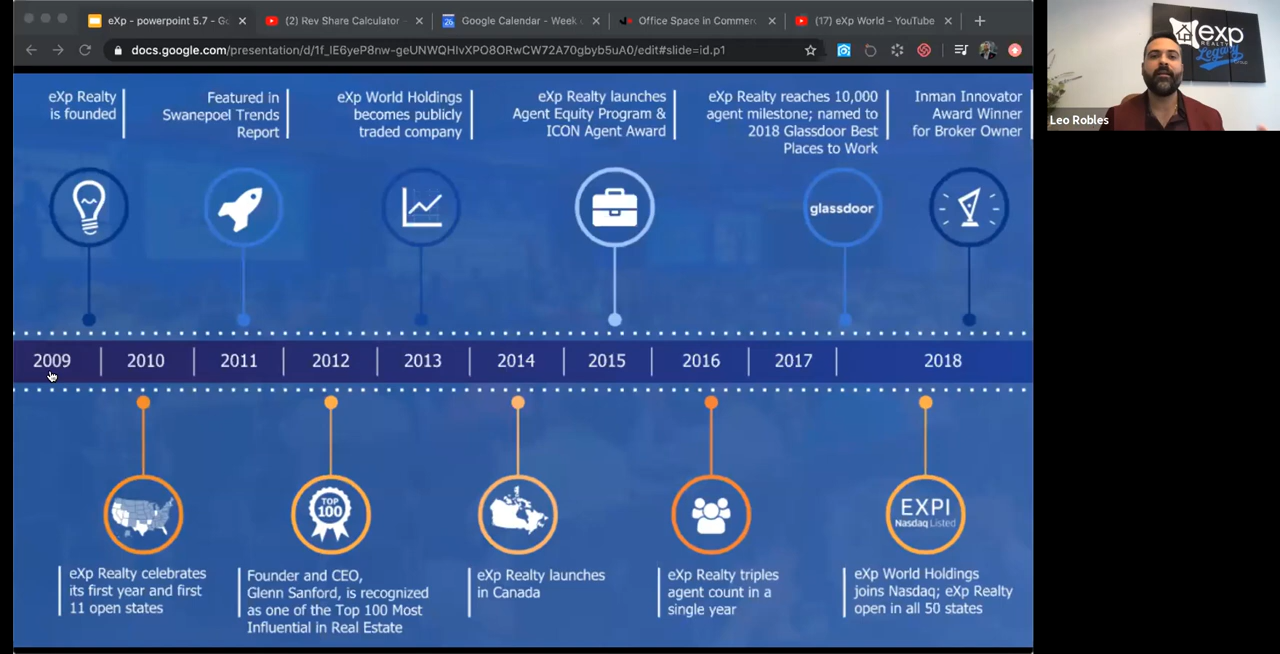 eXp - powerpoint 5.7 - Go
(2) Rev Share Calculator -
Google Calendar - Week o
Office Space in Commerc
(17) eXp World - YouTube
docs.google.com/presentation/d/1f_IE6yeP8nw-geUNWQHIvXPO8ORwCW72A70gbyb5uA0/edit#slide=id.p1
eXp Realty
is founded
Featured in
Swanepoel Trends
Report
eXp World Holdings
becomes publicly
traded company
eXp Realty launches
Agent Equity Program &
ICON Agent Award
eXp Realty reaches 10,000
agent milestone; named to
2018 Glassdoor Best
Places to Work
Inman Innovator
Award Winner
for Broker Owner
glassdoor
2009
2010
2011
2012
2013
2014
2015
2016
2017
2018
TOP
100
EXPI
Nasdaq Listed
eXp Realty celebrates
its first year and first
11 open states
Founder and CEO,
Glenn Sanford, is recognized
as one of the Top 100 Most
Influential in Real Estate
eXp Realty launches
in Canada
eXp Realty triples
agent count in a
single year
eXp World Holdings
joins Nasdaq; eXp Realty
open in all 50 states
exp
REALTY
Legacy
Leo Robles